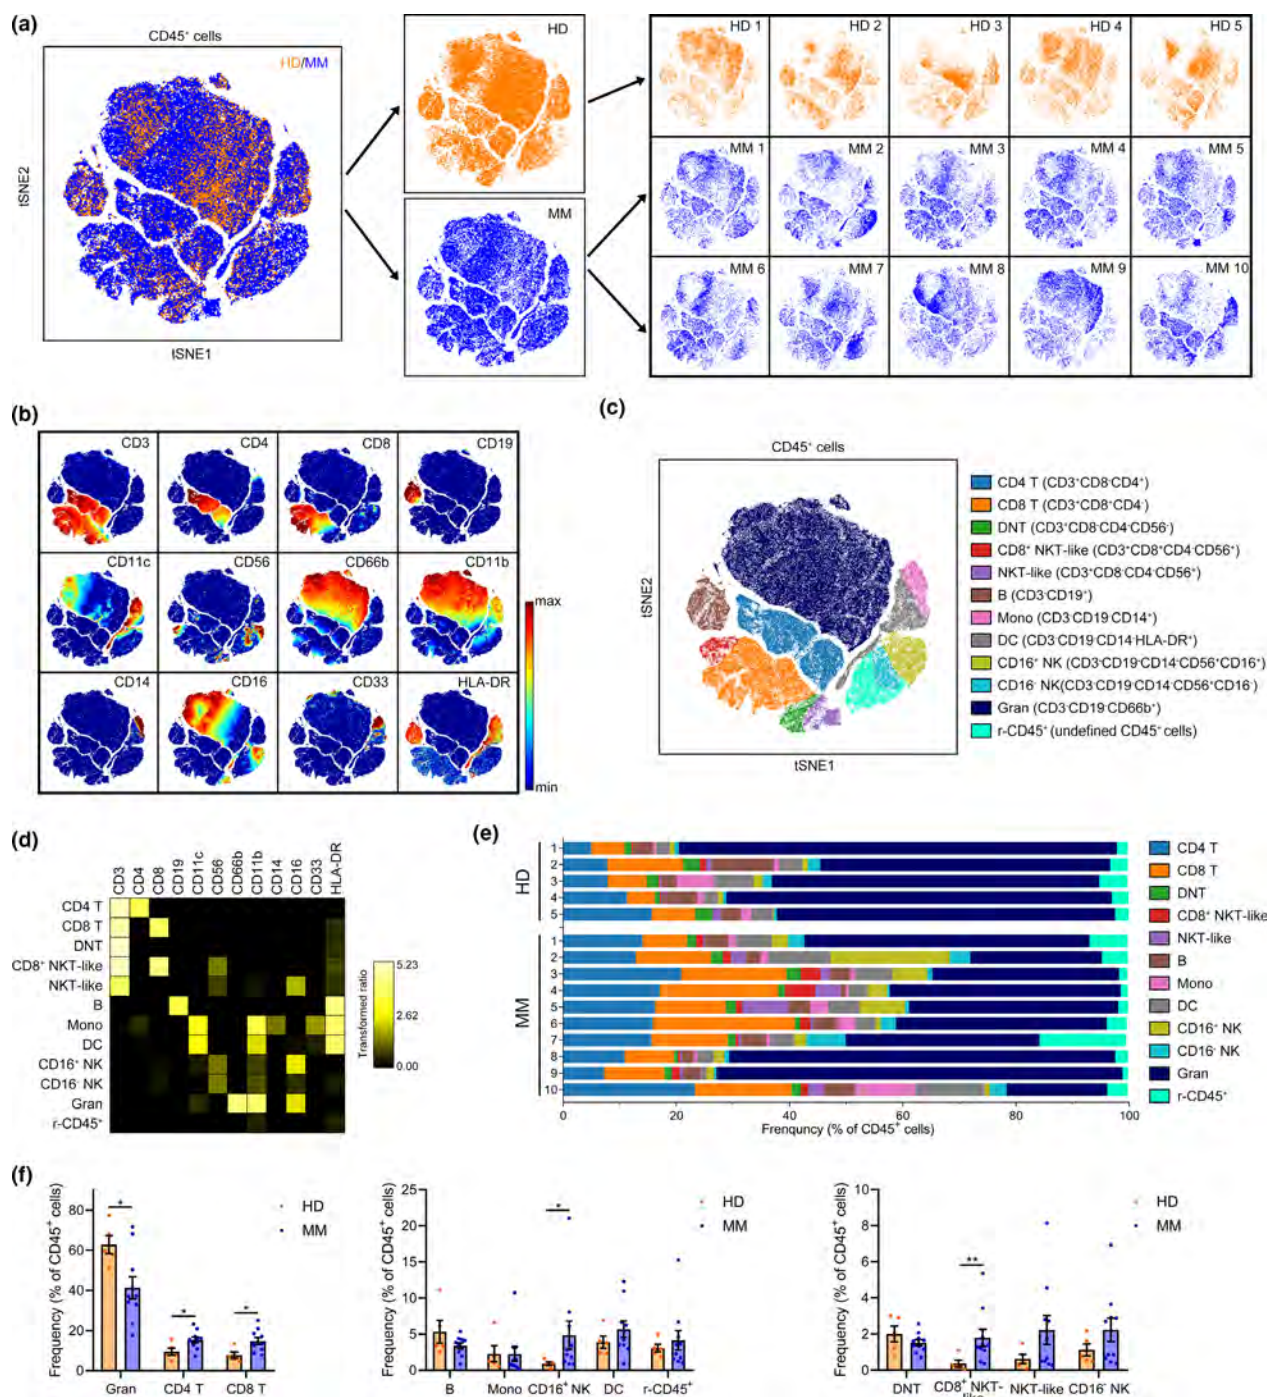 (a)
CD45⁺ cells
HD/MM
tSNE2
tSNE1
HD
MM
HD 1
HD 2
HD 3
HD 4
HD 5
MM 1
MM 2
MM 3
MM 4
MM 5
MM 6
MM 7
MM 8
MM 9
MM 10
(b)
CD3
CD4
CD8
CD19
CD11c
CD56
CD66b
CD11b
CD14
CD16
CD33
HLA-DR
max
min
(c)
CD45⁺ cells
tSNE2
tSNE1
CD4 T (CD3⁺CD8⁻CD4⁺)
CD8 T (CD3⁺CD8⁺CD4⁻)
DNT (CD3⁺CD8⁻CD4⁻CD56⁻)
CD8⁺ NKT-like (CD3⁺CD8⁺CD4⁻CD56⁺)
NKT-like (CD3⁺CD8⁻CD4⁻CD56⁺)
B (CD3⁻CD19⁺)
Mono (CD3⁻CD19⁻CD14⁺)
DC (CD3⁻CD19⁻CD14⁻HLA-DR⁺)
CD16⁺ NK (CD3⁻CD19⁻CD14⁻CD56⁺CD16⁺)
CD16⁻ NK(CD3⁻CD19⁻CD14⁻CD56⁺CD16⁻)
Gran (CD3⁻CD19⁻CD66b⁺)
r-CD45⁺ (undefined CD45⁺ cells)
(d)
CD3
CD4
CD8
CD19
CD11c
CD56
CD66b
CD11b
CD14
CD16
CD33
HLA-DR
CD4 T
CD8 T
DNT
CD8⁺ NKT-like
NKT-like
B
Mono
DC
CD16⁺ NK
CD16⁻ NK
Gran
r-CD45⁺
5.23
2.62
0.00
Transformed ratio
(e)
HD
1
2
3
4
5
MM
1
2
3
4
5
6
7
8
9
10
0
20
40
60
80
100
Frenquncy (% of CD45⁺ cells)
CD4 T
CD8 T
DNT
CD8⁺ NKT-like
NKT-like
B
Mono
DC
CD16⁺ NK
CD16⁻ NK
Gran
r-CD45⁺
(f)
Frequency (% of CD45⁺ cells)
80
60
40
20
0
*
*
*
HD
MM
Gran
CD4 T
CD8 T
Frequency (% of CD45⁺ cells)
25
20
15
10
5
0
*
HD
MM
B
Mono
CD16⁺ NK
DC
r-CD45⁺
Frequency (% of CD45⁺ cells)
10
8
6
4
2
0
**
HD
MM
DNT
CD8⁺ NKT-
NKT-like
CD16⁻ NK